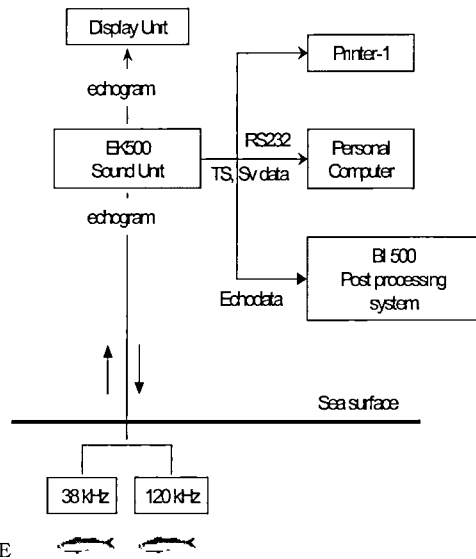 Display Unit
Printer-1
echogram
EK500
Sound Unit
RS232
TS, Sv data
Personal
Computer
echogram
BI 500
Post processing
system
Echodata
Sea surface
38 kHz
120 kHz
E